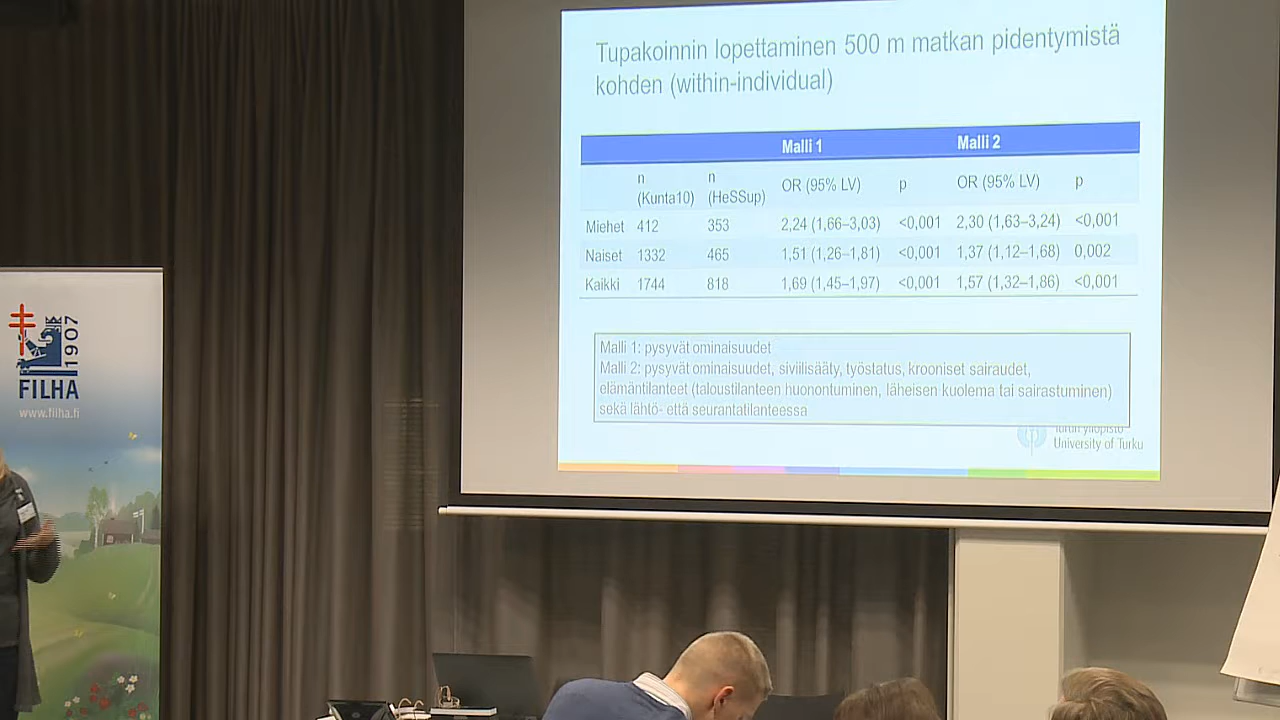 Tupakoinnin lopettaminen 500 m matkan pidentymistä
kohden (within-individual)
Malli 1 Malli 2
n (Kunta10) n (HeSSup) OR (95% LV) p OR (95% LV) p
Miehet 412 353 2,24 (1,66–3,03) <0,001 2,30 (1,63–3,24) <0,001
Naiset 1332 465 1,51 (1,26–1,81) <0,001 1,37 (1,12–1,68) 0,002
Kaikki 1744 818 1,69 (1,45–1,97) <0,001 1,57 (1,32–1,86) <0,001
Malli 1: pysyvät ominaisuudet
Malli 2: pysyvät ominaisuudet, siviilisääty, työstatus, krooniset sairaudet,
elämäntilanteet (taloustilanteen huonontuminen, läheisen kuolema tai sairastuminen)
sekä lähtö- että seurantatilanteessa
Turun yliopisto
University of Turku
1907
FILHA
www.filha.fi